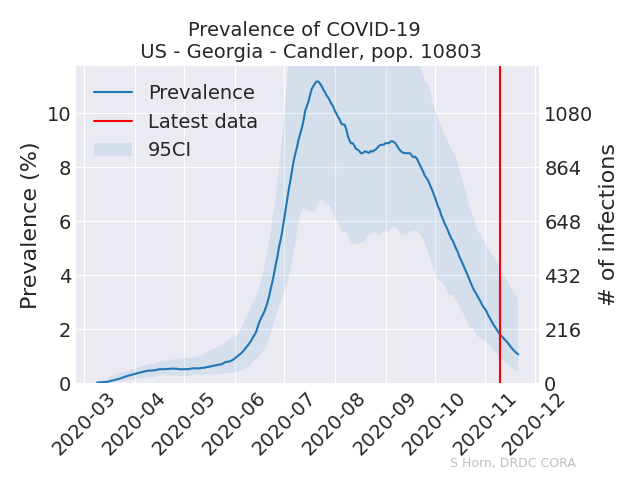 Prevalence of COVID-19
US - Georgia - Candler, pop. 10803
Prevalence
Latest data
95CI
Prevalence (%)
10
8
6
4
2
0
1080
864
648
432
216
0
# of infections
2020-03
2020-04
2020-05
2020-06
2020-07
2020-08
2020-09
2020-10
2020-11
2020-12
S Horn, DRDC CORA